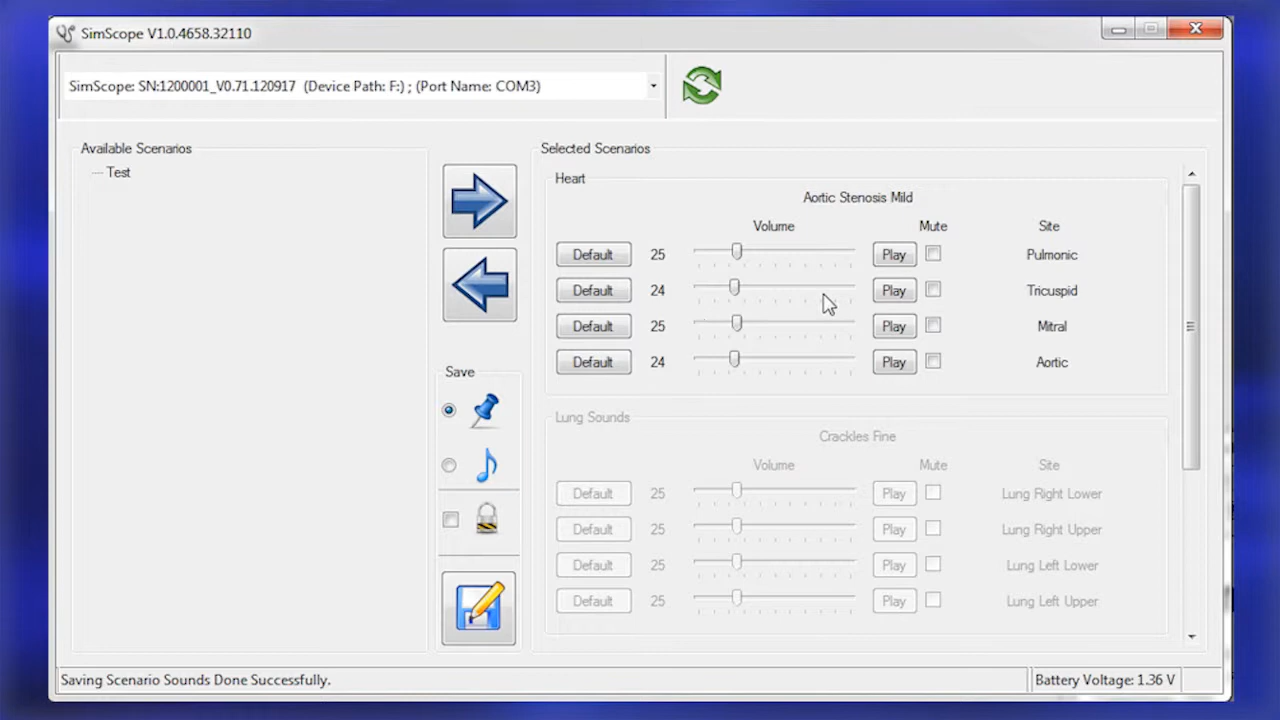 SimScope V1.0.4658.32110
SimScope: SN:1200001_V0.71.120917 (Device Path: F:) ; (Port Name: COM3)
Available Scenarios
Test
Save
Selected Scenarios
Heart
Aortic Stenosis Mild
Volume Mute Site
Default 25 Play Pulmonic
Default 24 Play Tricuspid
Default 25 Play Mitral
Default 24 Play Aortic
Lung Sounds
Crackles Fine
Volume Mute Site
Default 25 Play Lung Right Lower
Default 25 Play Lung Right Upper
Default 25 Play Lung Left Lower
Default 25 Play Lung Left Upper
Saving Scenario Sounds Done Successfully. Battery Voltage: 1.36 V